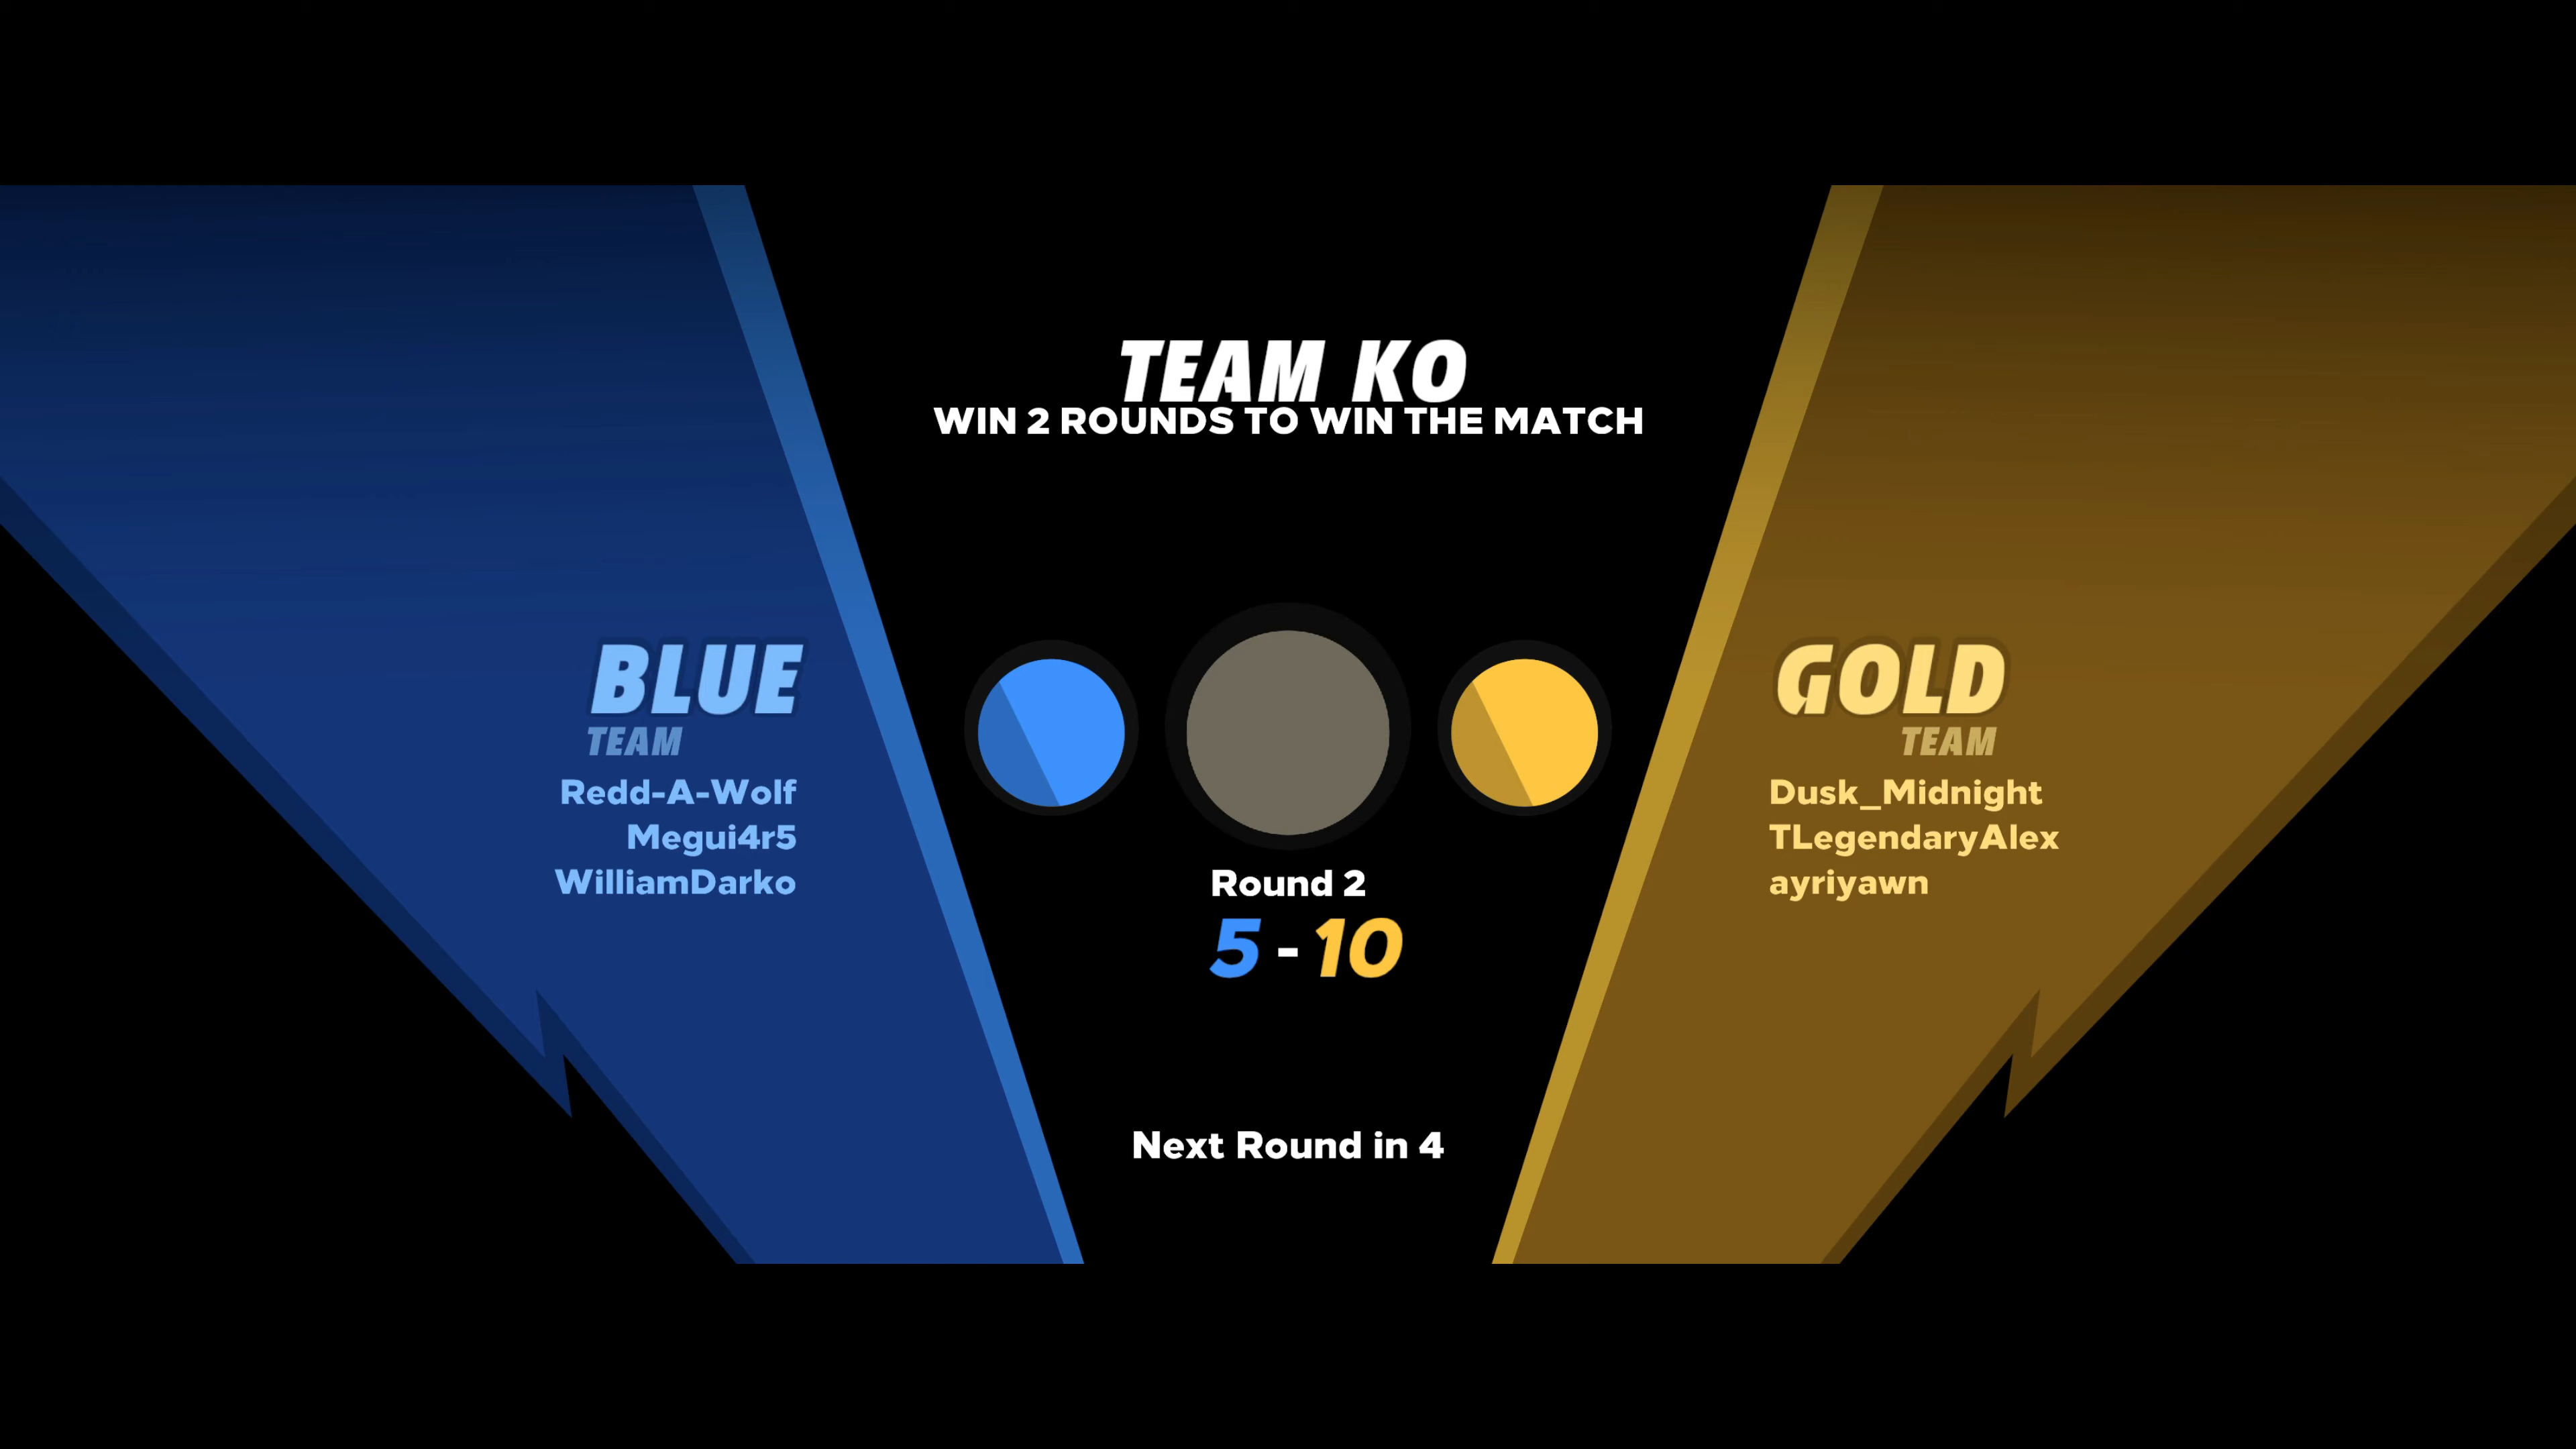 TEAM KO
WIN 2 ROUNDS TO WIN THE MATCH
BLUE
TEAM
Redd-A-Wolf
Megui4r5
WilliamDarko
GOLD
TEAM
Dusk_Midnight
TLegendaryAlex
ayriyawn
Round 2
5 - 10
Next Round in 4